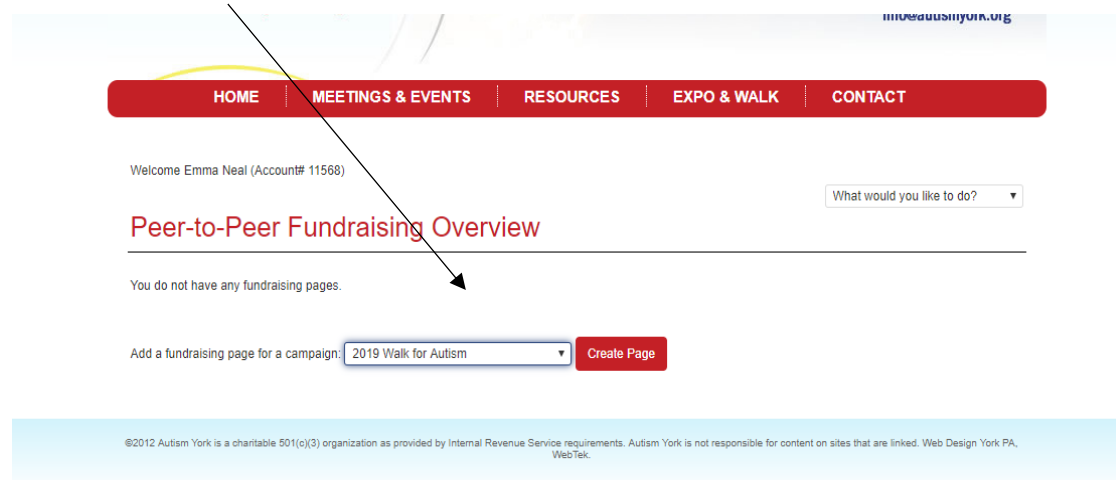 info@autismyork.org
HOME MEETINGS & EVENTS RESOURCES EXPO & WALK CONTACT
Welcome Emma Neal (Account# 11568)
What would you like to do?
Peer-to-Peer Fundraising Overview
You do not have any fundraising pages.
Add a fundraising page for a campaign: 2019 Walk for Autism Create Page
©2012 Autism York is a charitable 501(c)(3) organization as provided by Internal Revenue Service requirements. Autism York is not responsible for content on sites that are linked. Web Design York PA,
WebTek.